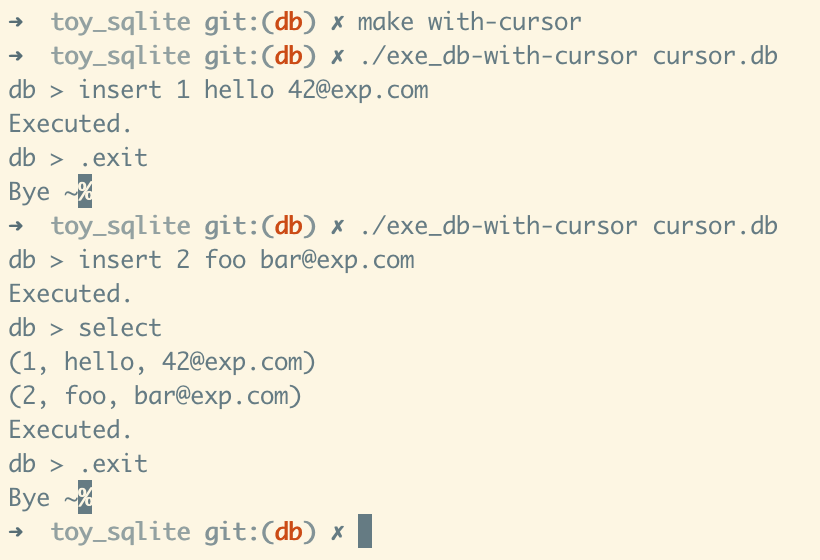 ➜  toy_sqlite git:(db) ✗ make with-cursor
➜  toy_sqlite git:(db) ✗ ./exe_db-with-cursor cursor.db
db > insert 1 hello 42@exp.com
Executed.
db > .exit
Bye ~%
➜  toy_sqlite git:(db) ✗ ./exe_db-with-cursor cursor.db
db > insert 2 foo bar@exp.com
Executed.
db > select
(1, hello, 42@exp.com)
(2, foo, bar@exp.com)
Executed.
db > .exit
Bye ~%
➜  toy_sqlite git:(db) ✗